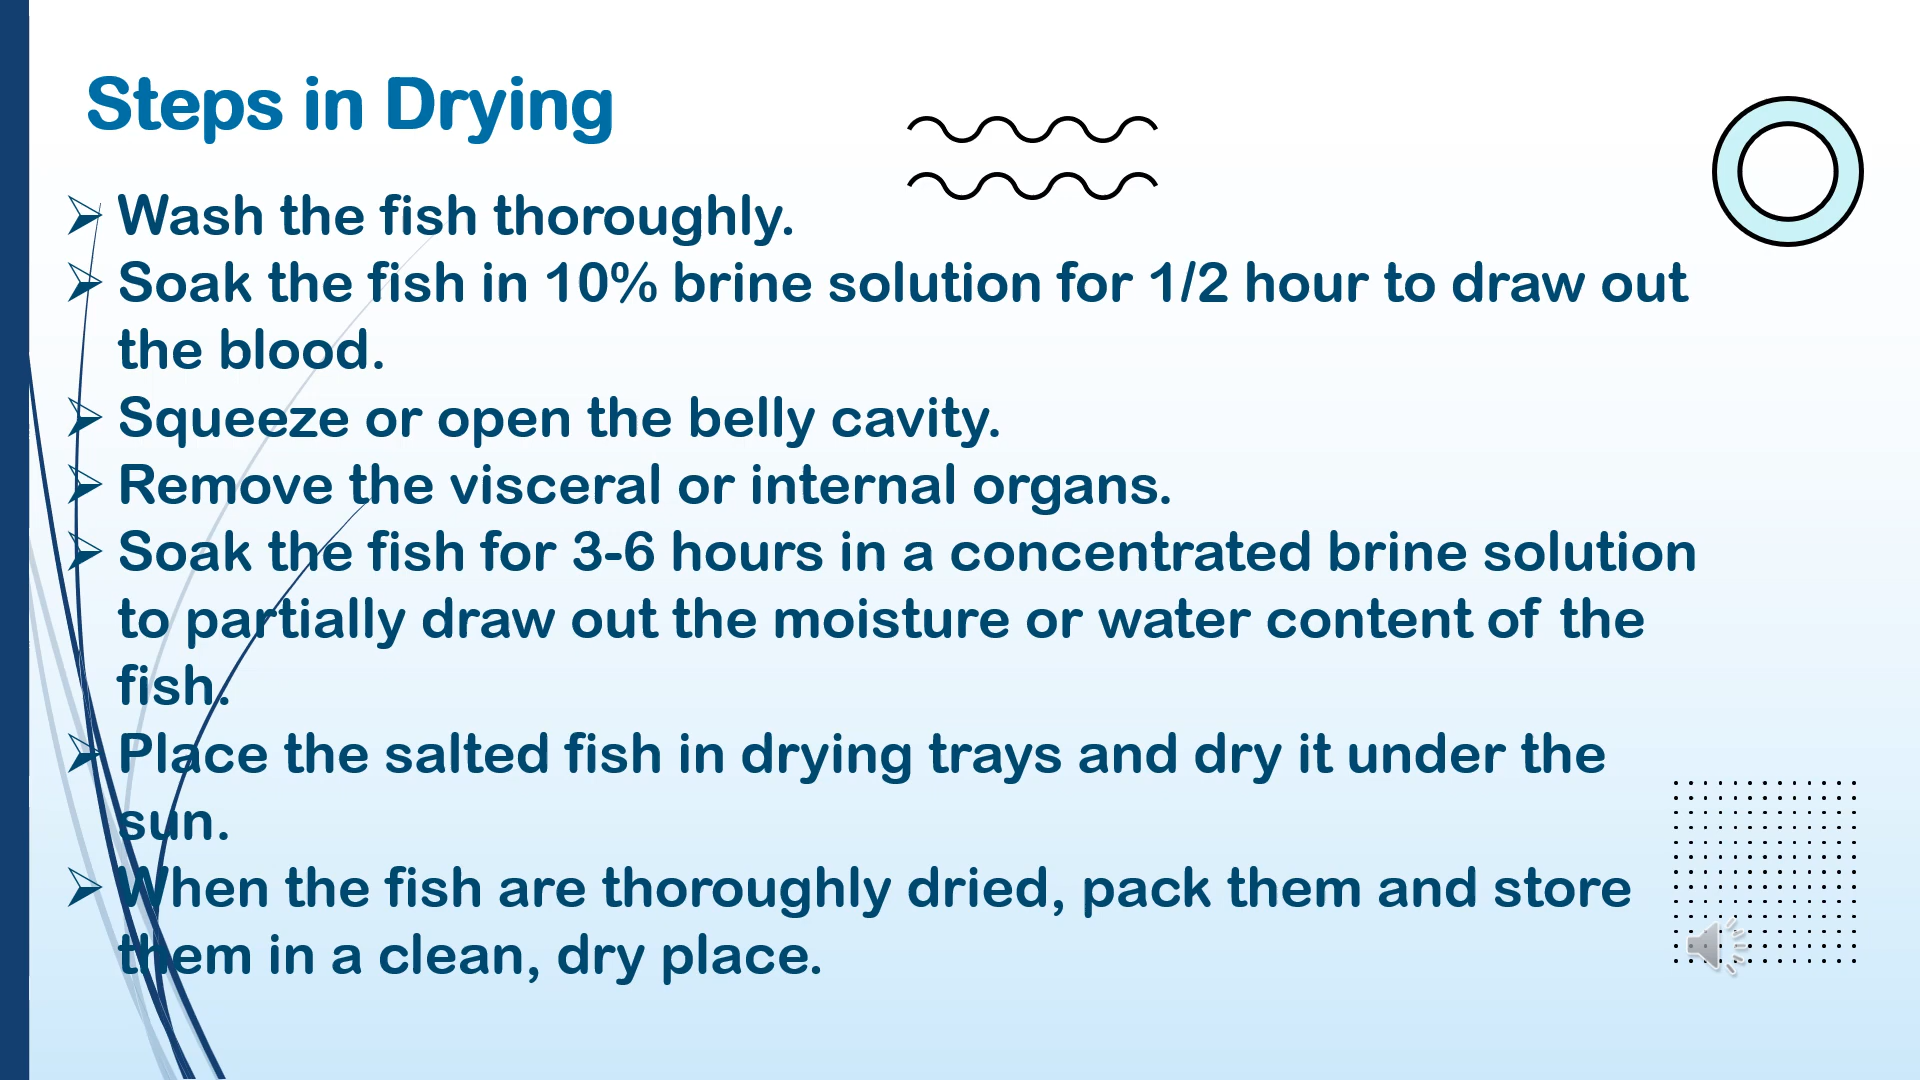 Steps in Drying
➢ Wash the fish thoroughly.
➢ Soak the fish in 10% brine solution for 1/2 hour to draw out
the blood.
➢ Squeeze or open the belly cavity.
➢ Remove the visceral or internal organs.
➢ Soak the fish for 3-6 hours in a concentrated brine solution
to partially draw out the moisture or water content of the
fish.
➢ Place the salted fish in drying trays and dry it under the
sun.
➢ When the fish are thoroughly dried, pack them and store
them in a clean, dry place.